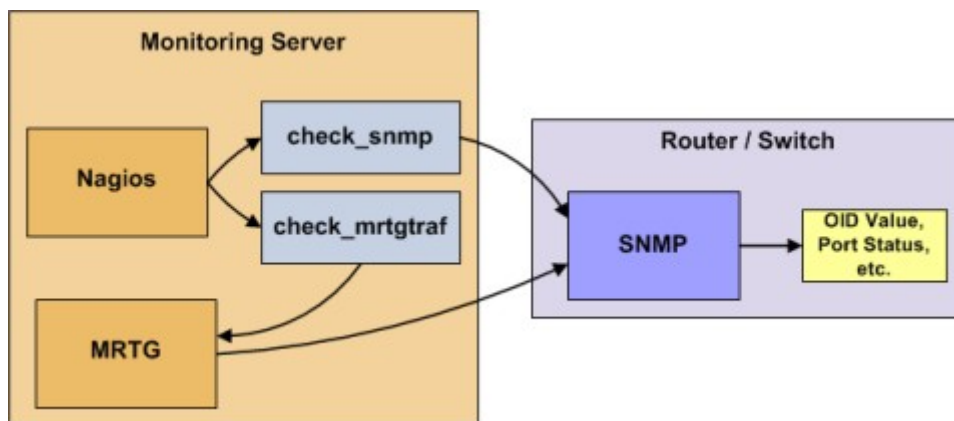 Monitoring Server
Nagios
check_snmp
check_mrtgtraf
MRTG
Router / Switch
SNMP
OID Value,
Port Status,
etc.